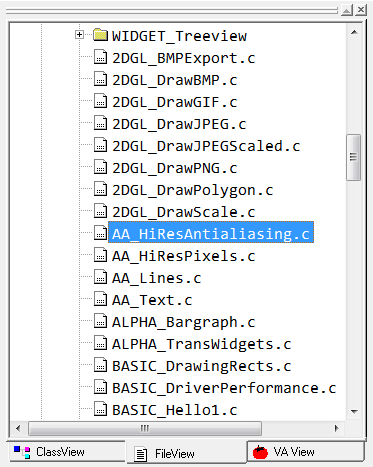 WIDGET_Treeview
2DGL_BMPExport.c
2DGL_DrawBMP.c
2DGL_DrawGIF.c
2DGL_DrawJPEG.c
2DGL_DrawJPEGScaled.c
2DGL_DrawPNG.c
2DGL_DrawPolygon.c
2DGL_DrawScale.c
AA_HiResAntialiasing.c
AA_HiResPixels.c
AA_Lines.c
AA_Text.c
ALPHA_Bargraph.c
ALPHA_TransWidgets.c
BASIC_DrawingRects.c
BASIC_DriverPerformance.c
BASIC_Hello1.c
ClassView FileView VA View